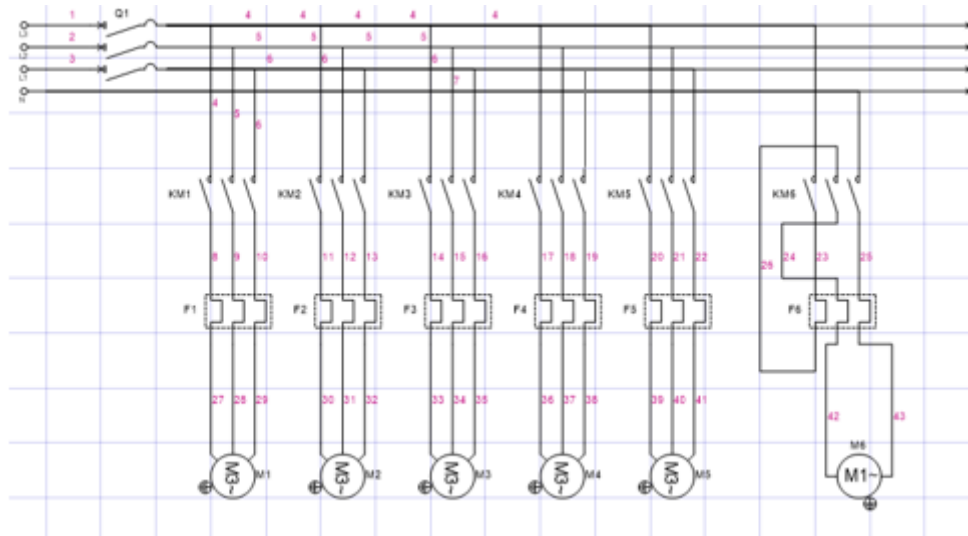 1 Q1 4 4 4 4 4
2 5 5 5 5
3 6 6 6
7
N
4
5
6
KM1 KM2 KM3 KM4 KM5 KM6
8 9 10 11 12 13 14 15 16 17 18 19 20 21 22 26 24 23 25
F1 F2 F3 F4 F5 F6
27 28 29 30 31 32 33 34 35 36 37 38 39 40 41 42 43
M6
M3~ M1 M3~ M2 M3~ M3 M3~ M4 M3~ M5 M1~